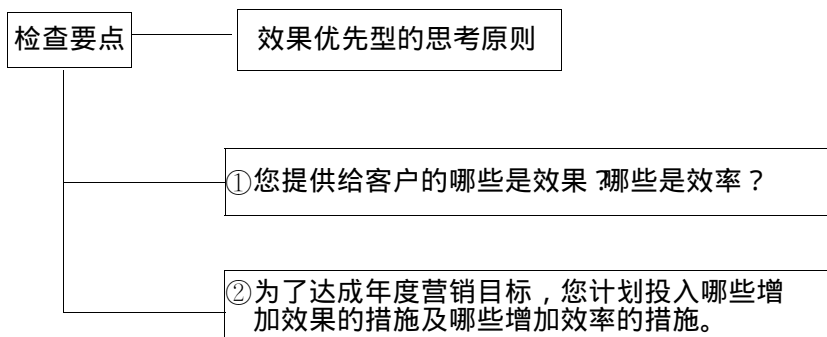 检查要点
效果优先型的思考原则
①您提供给客户的哪些是效果？哪些是效率？
②为了达成年度营销目标，您计划投入哪些增
加效果的措施及哪些增加效率的措施。